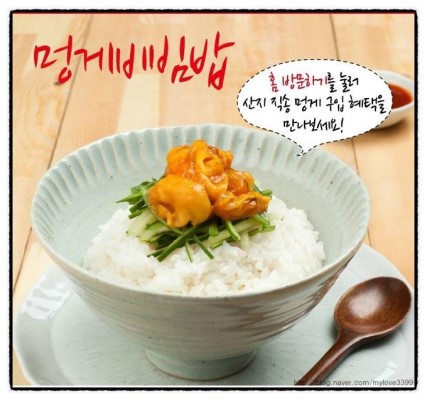 멍게비빔밥
홈 방문하기를 눌러
산지 직송 멍게 구입 혜택을
만나보세요!
http://blog.naver.com/mylove3399